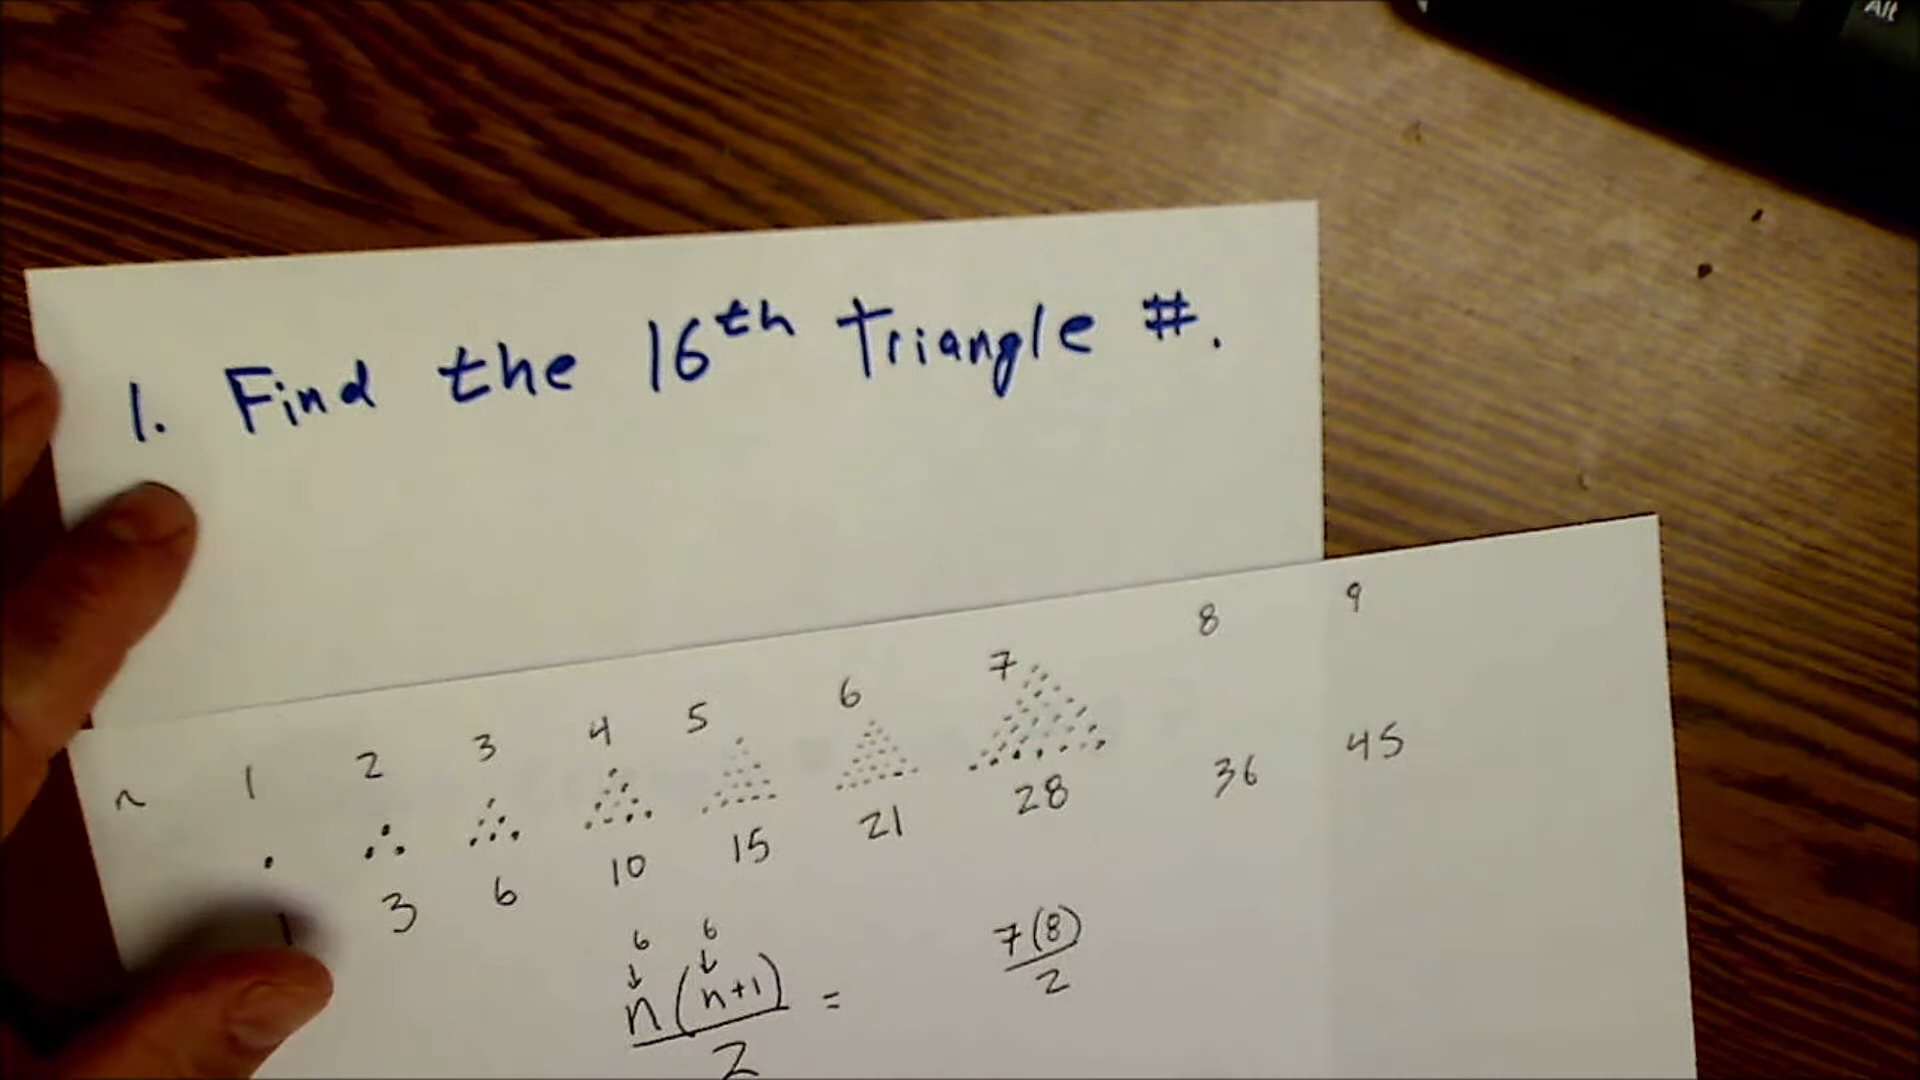 Alt
1. Find the 16th Triangle #.
n 1 2 3 4 5 6 7 8 9
1 3 6 10 15 21 28 36 45
6 6
↓ ↓
n(n+1) =
2
7(8)
2